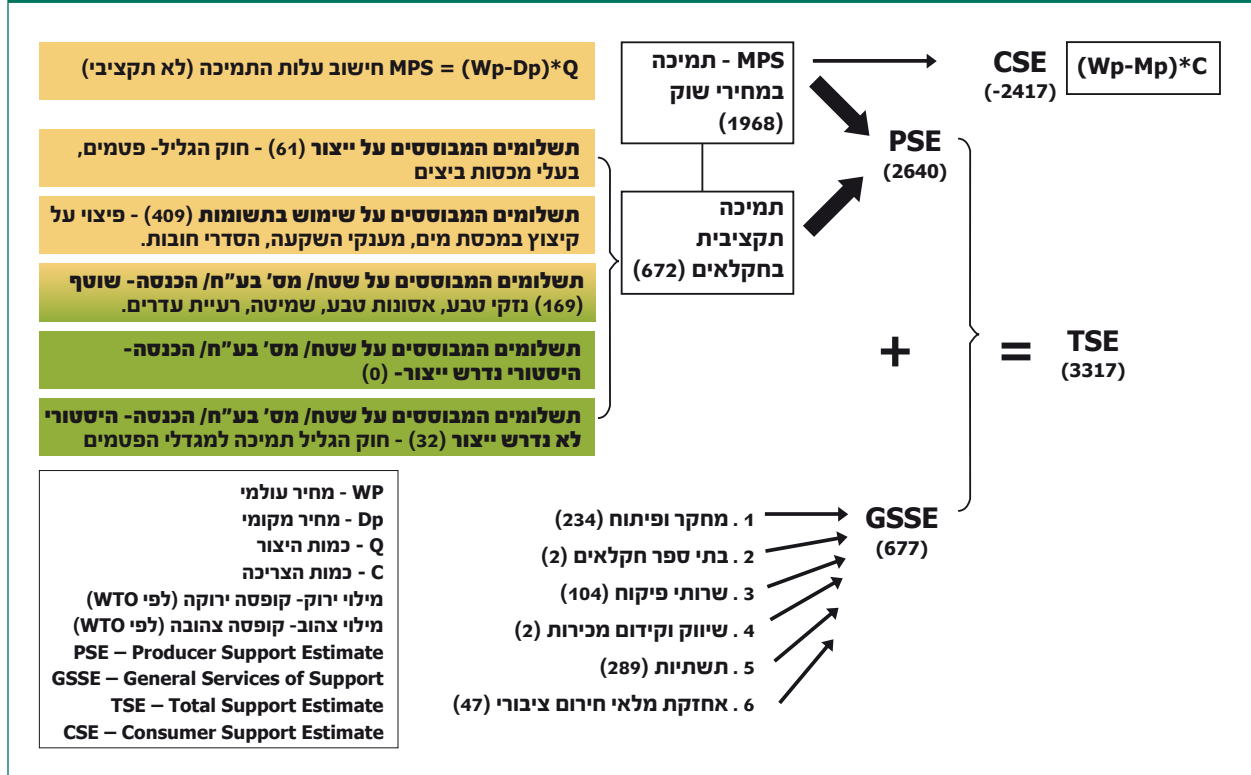 MPS = (Wp-Dp)*Q חישוב עלות התמיכה (לא תקציבי)
תשלומים המבוססים על ייצור (61) - חוק הגליל- פטמים,
בעלי מכסות ביצים
תשלומים המבוססים על שימוש בתשומות (409) - פיצוי על
קיצוץ במכסת מים, מענקי השקעה, הסדרי חובות.
תשלומים המבוססים על שטח/ מס' בע"ח/ הכנסה- שוטף
(169) נזקי טבע, אסונות טבע, שמיטה, רעיית עדרים.
תשלומים המבוססים על שטח/ מס' בע"ח/ הכנסה-
היסטורי נדרש ייצור- (0)
תשלומים המבוססים על שטח/ מס' בע"ח/ הכנסה- היסטורי
לא נדרש ייצור (32) - חוק הגליל תמיכה למגדלי הפטמים
MPS - תמיכה
במחירי שוק
(1968)
תמיכה
תקציבית
בחקלאים (672)
CSE
(-2417)
(Wp-Mp)*C
PSE
(2640)
+
=
TSE
(3317)
GSSE
(677)
1 . מחקר ופיתוח (234)
2 . בתי ספר חקלאים (2)
3 . שרותי פיקוח (104)
4 . שיווק וקידום מכירות (2)
5 . תשתיות (289)
6 . אחזקת מלאי חירום ציבורי (47)
WP - מחיר עולמי
Dp - מחיר מקומי
Q - כמות היצור
C - כמות הצריכה
מילוי ירוק- קופסה ירוקה (לפי WTO)
מילוי צהוב- קופסה צהובה (לפי WTO)
PSE – Producer Support Estimate
GSSE – General Services of Support
TSE – Total Support Estimate
CSE – Consumer Support Estimate